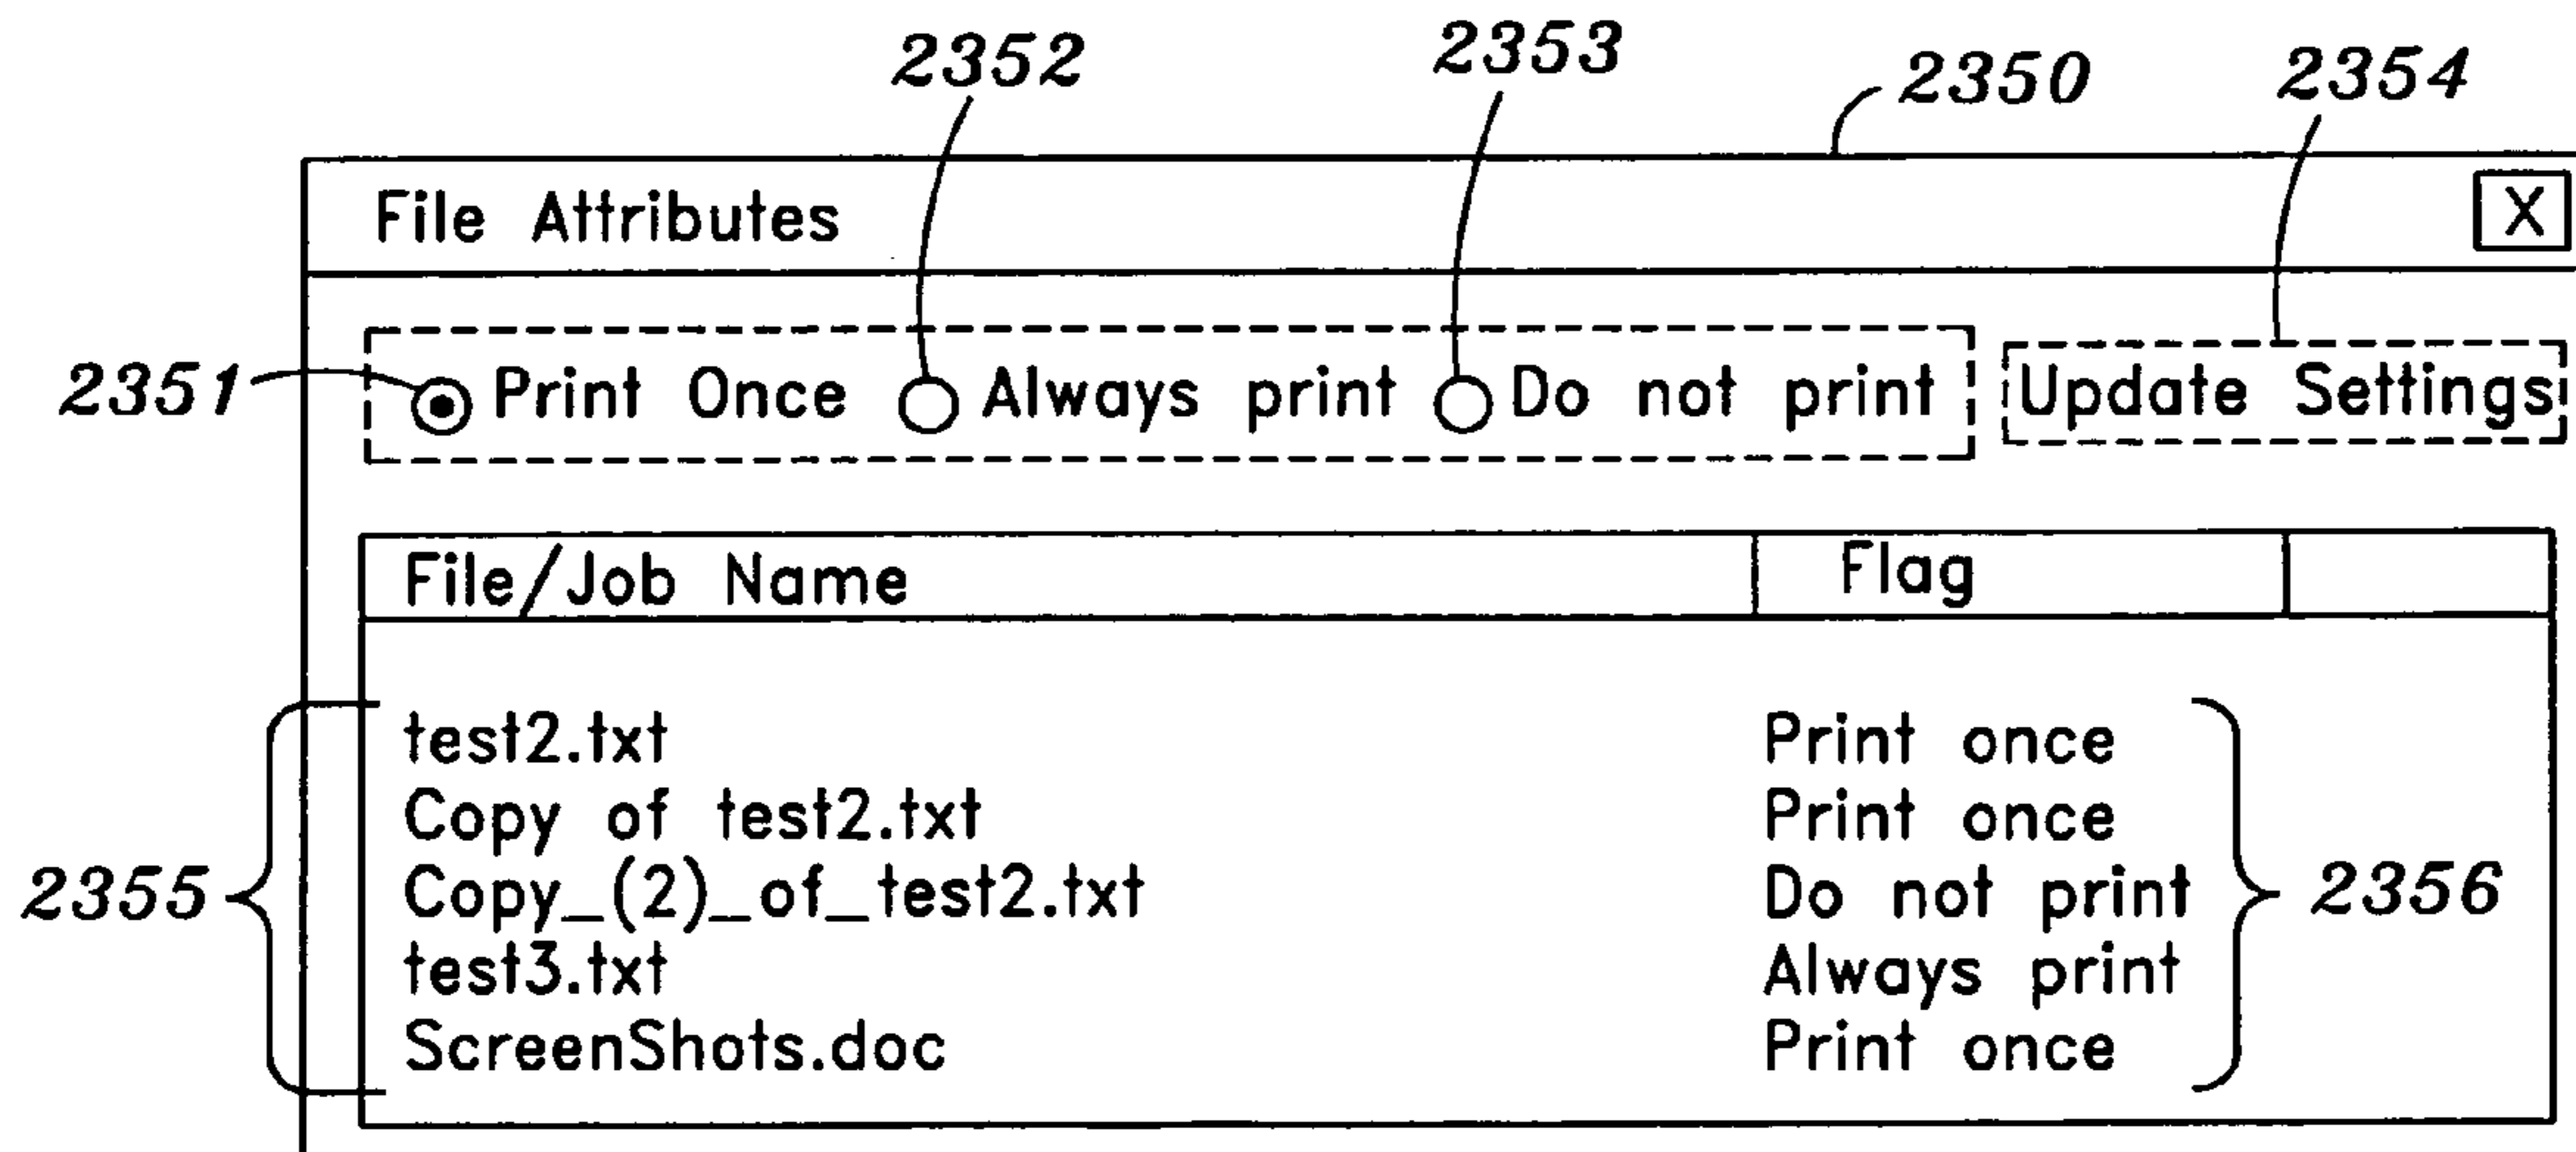 2352 2353 2350 2354
File Attributes X
2351 Print Once Always print Do not print Update Settings
File/Job Name Flag
test2.txt Print once
Copy of test2.txt Print once
2355 Copy_(2)_of_test2.txt Do not print 2356
test3.txt Always print
ScreenShots.doc Print once